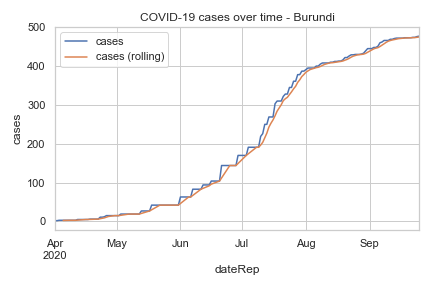 COVID-19 cases over time - Burundi
cases
cases (rolling)
500
400
300
200
100
0
cases
Apr
2020
May
Jun
Jul
Aug
Sep
dateRep